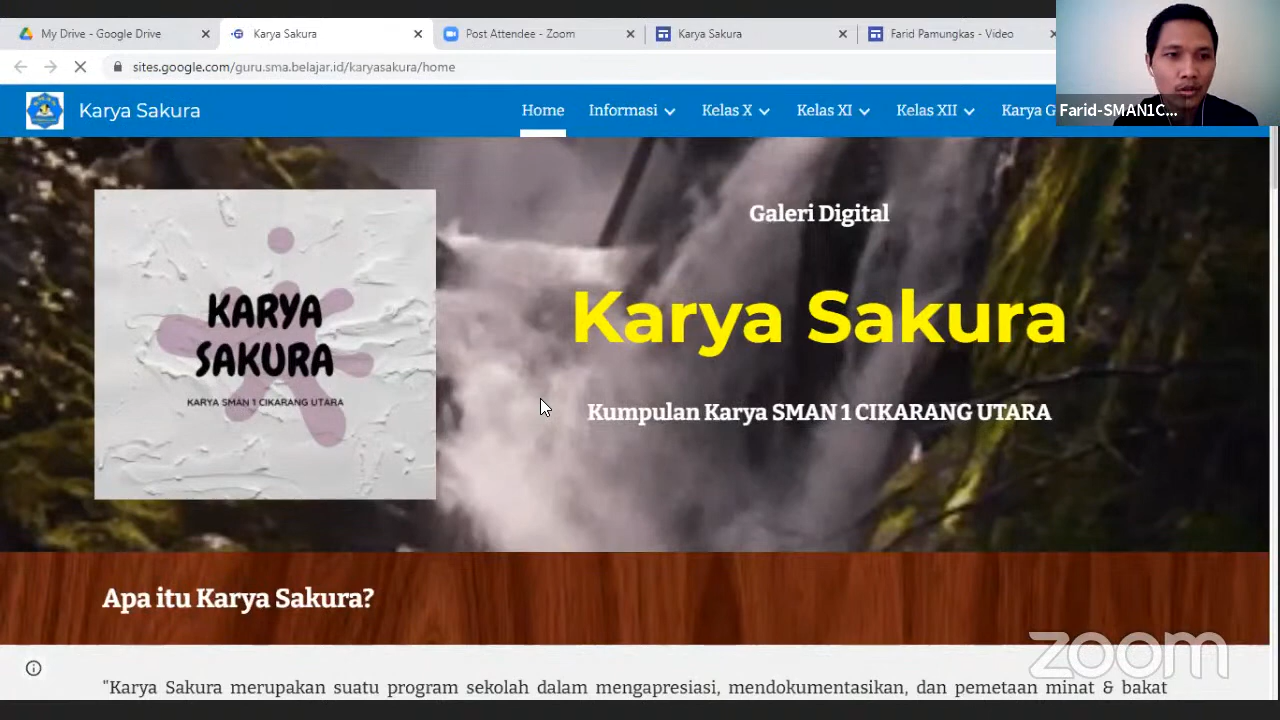 My Drive - Google Drive
Karya Sakura
Post Attendee - Zoom
Karya Sakura
Farid Pamungkas - Video
sites.google.com/guru.sma.belajar.id/karyasakura/home
Karya Sakura
Home
Informasi
Kelas X
Kelas XI
Kelas XII
Karya G
Farid-SMAN1C...
KARYA
SAKURA
KARYA SMAN 1 CIKARANG UTARA
Galeri Digital
Karya Sakura
Kumpulan Karya SMAN 1 CIKARANG UTARA
Apa itu Karya Sakura?
zoom
"Karya Sakura merupakan suatu program sekolah dalam mengapresiasi, mendokumentasikan, dan pemetaan minat & bakat